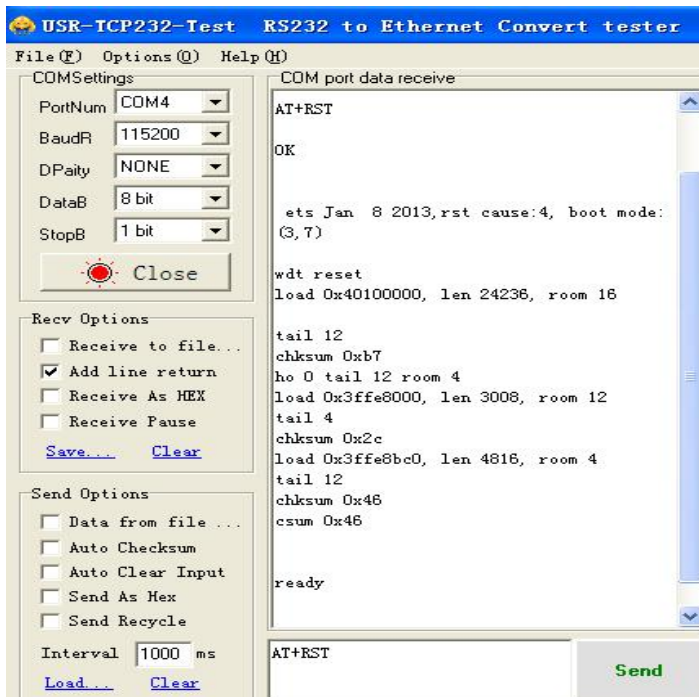 USR-TCP232-Test RS232 to Ethernet Convert tester
File(F) Options(O) Help(H)
COMSettings
PortNum COM4
BaudR 115200
DPaity NONE
DataB 8 bit
StopB 1 bit
Close
Recv Options
Receive to file...
Add line return
Receive As HEX
Receive Pause
Save... Clear
Send Options
Data from file ...
Auto Checksum
Auto Clear Input
Send As Hex
Send Recycle
Interval 1000 ms
Load... Clear
COM port data receive
AT+RST
OK
ets Jan 8 2013,rst cause:4, boot mode:
(3,7)
wdt reset
load 0x40100000, len 24236, room 16
tail 12
chksum 0xb7
ho 0 tail 12 room 4
load 0x3ffe8000, len 3008, room 12
tail 4
chksum 0x2c
load 0x3ffe8bc0, len 4816, room 4
tail 12
chksum 0x46
csum 0x46
ready
AT+RST
Send